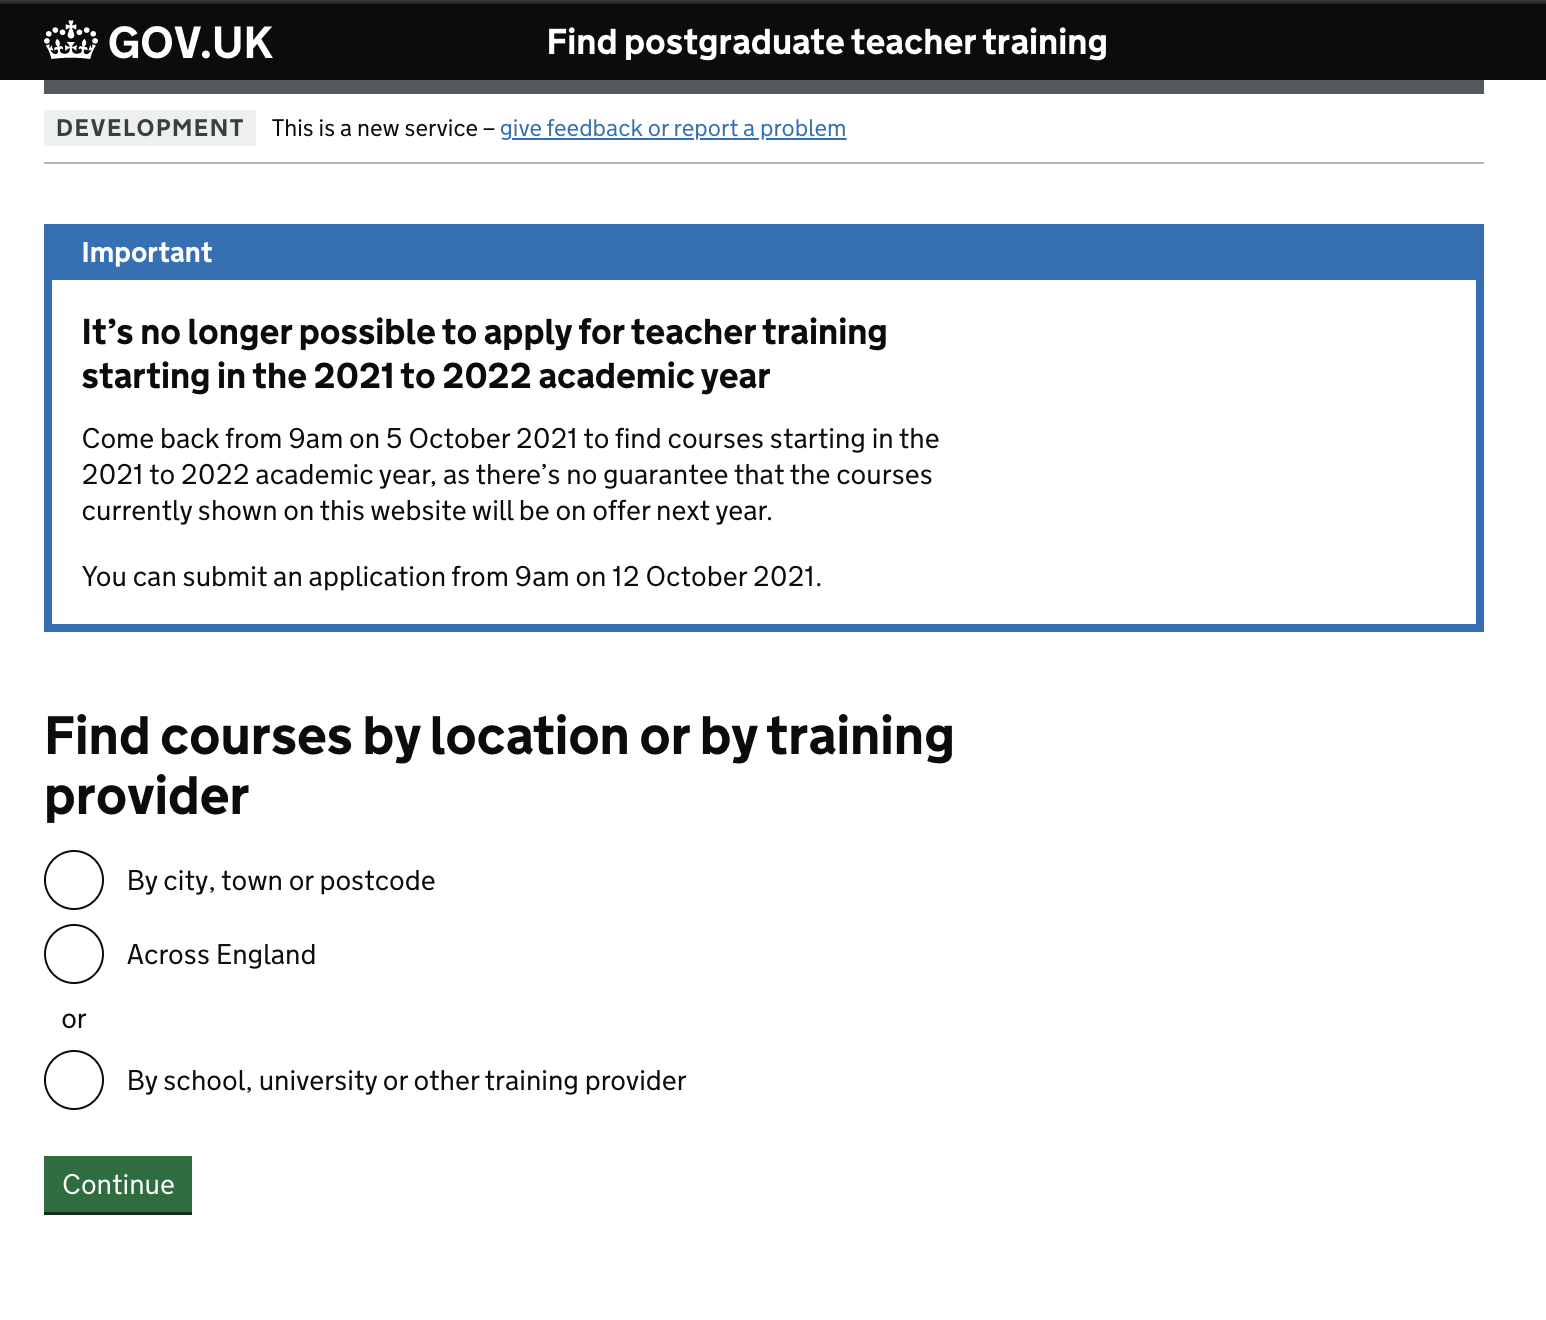 GOV.UK
Find postgraduate teacher training
DEVELOPMENT This is a new service – give feedback or report a problem
Important
It’s no longer possible to apply for teacher training
starting in the 2021 to 2022 academic year
Come back from 9am on 5 October 2021 to find courses starting in the
2021 to 2022 academic year, as there’s no guarantee that the courses
currently shown on this website will be on offer next year.
You can submit an application from 9am on 12 October 2021.
Find courses by location or by training
provider
By city, town or postcode
Across England
or
By school, university or other training provider
Continue